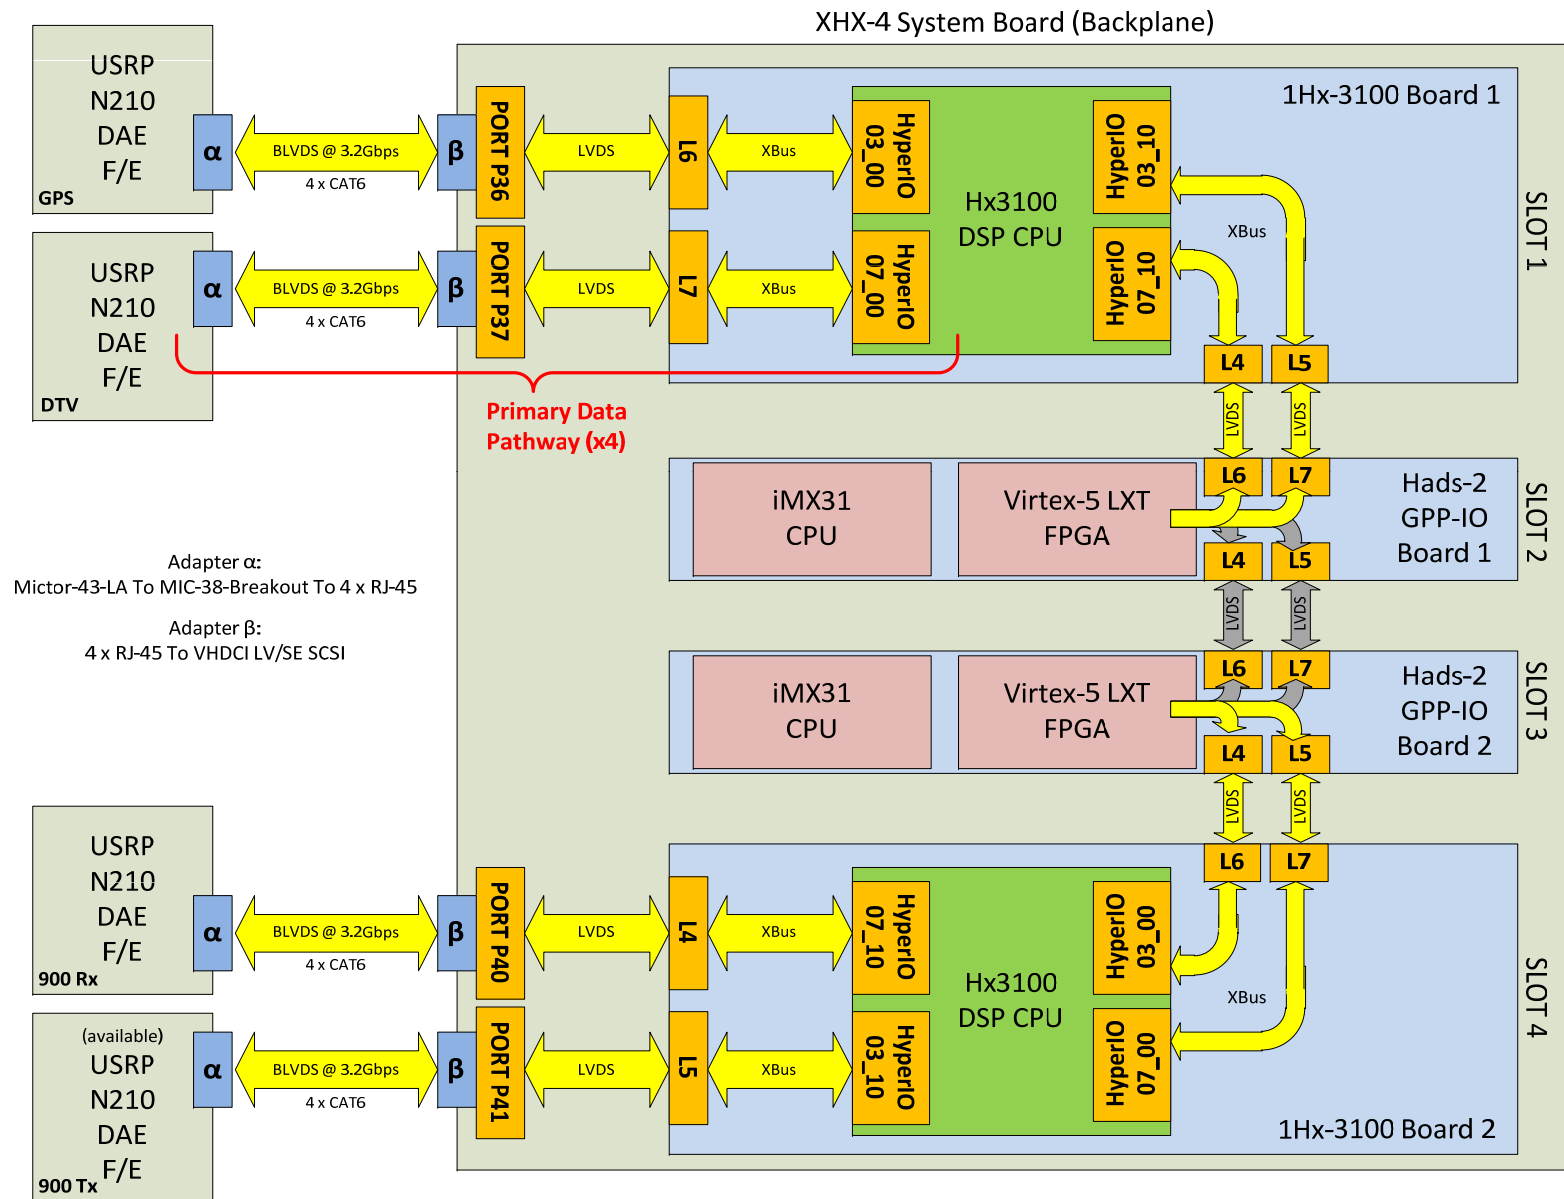 XHX-4 System Board (Backplane)
USRP
N210
DAE
F/E
GPS
α
BLVDS @ 3.2Gbps
4 x CAT6
β
PORT P36
LVDS
L6
XBus
HyperIO
03_00
Hx3100
DSP CPU
HyperIO
03_10
1Hx-3100 Board 1
SLOT 1
USRP
N210
DAE
F/E
DTV
α
BLVDS @ 3.2Gbps
4 x CAT6
β
PORT P37
LVDS
L7
XBus
HyperIO
07_00
HyperIO
07_10
XBus
L4
L5
Primary Data
Pathway (x4)
LVDS
LVDS
iMX31
CPU
Virtex-5 LXT
FPGA
L6
L7
L4
L5
Hads-2
GPP-IO
Board 1
SLOT 2
Adapter α:
Mictor-43-LA To MIC-38-Breakout To 4 x RJ-45
Adapter β:
4 x RJ-45 To VHDCI LV/SE SCSI
LVDS
LVDS
iMX31
CPU
Virtex-5 LXT
FPGA
L6
L7
L4
L5
Hads-2
GPP-IO
Board 2
SLOT 3
LVDS
LVDS
USRP
N210
DAE
F/E
900 Rx
α
BLVDS @ 3.2Gbps
4 x CAT6
β
PORT P40
LVDS
L4
XBus
HyperIO
07_10
Hx3100
DSP CPU
HyperIO
03_00
L6
L7
XBus
SLOT 4
(available)
USRP
N210
DAE
F/E
900 Tx
α
BLVDS @ 3.2Gbps
4 x CAT6
β
PORT P41
LVDS
L5
XBus
HyperIO
03_10
HyperIO
07_00
1Hx-3100 Board 2